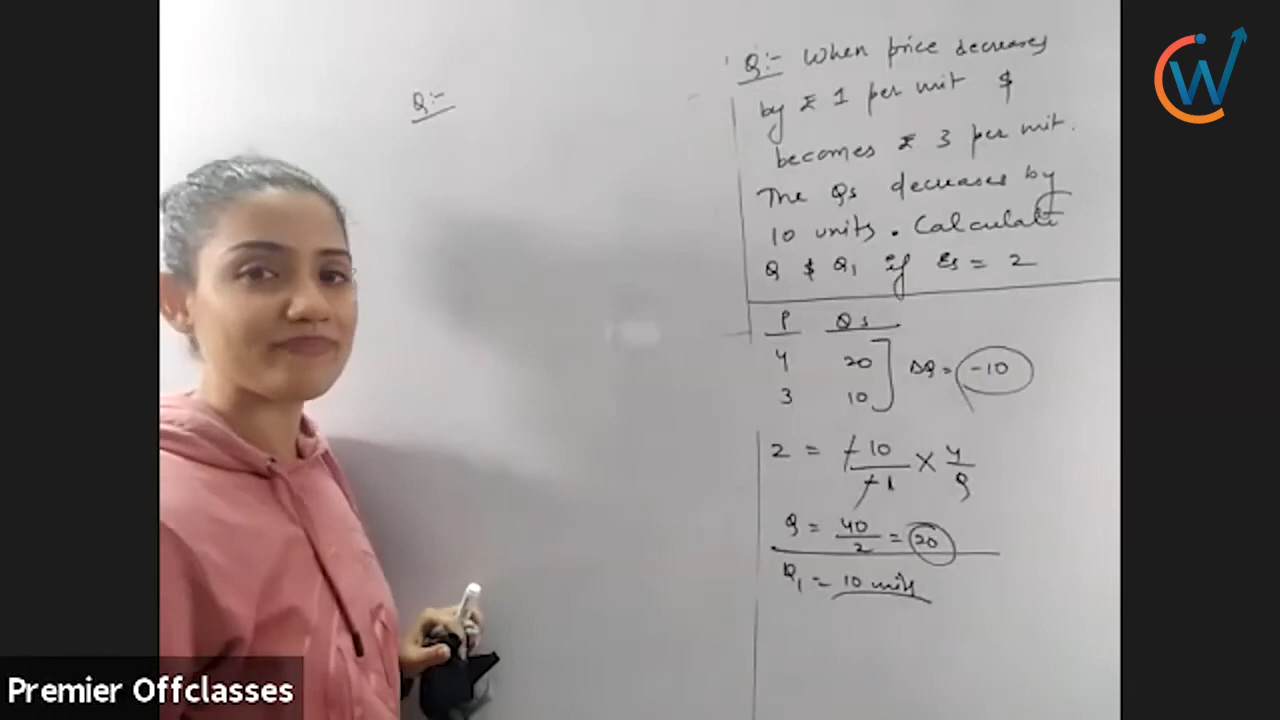 Q:-
Q:- When price decreases
by ₹ 1 per unit &
becomes ₹ 3 per unit.
The Qs decreases by
10 units. Calculate
Q & Q₁ if Es = 2
P Qs
4 20
3 10
ΔQ = -10
2 = -10/-1 × 4/Q
Q = 40/2 = 20
Q₁ = 10 units
Premier Offclasses
W